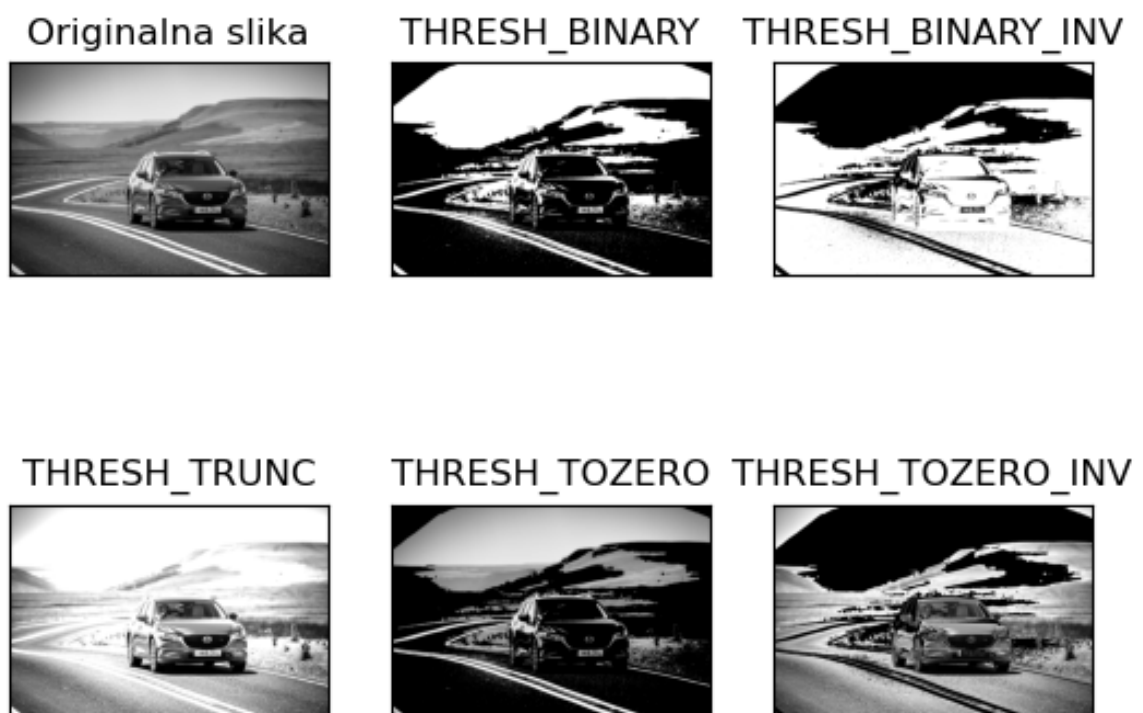 Originalna slika
THRESH_BINARY
THRESH_BINARY_INV
THRESH_TRUNC
THRESH_TOZERO
THRESH_TOZERO_INV